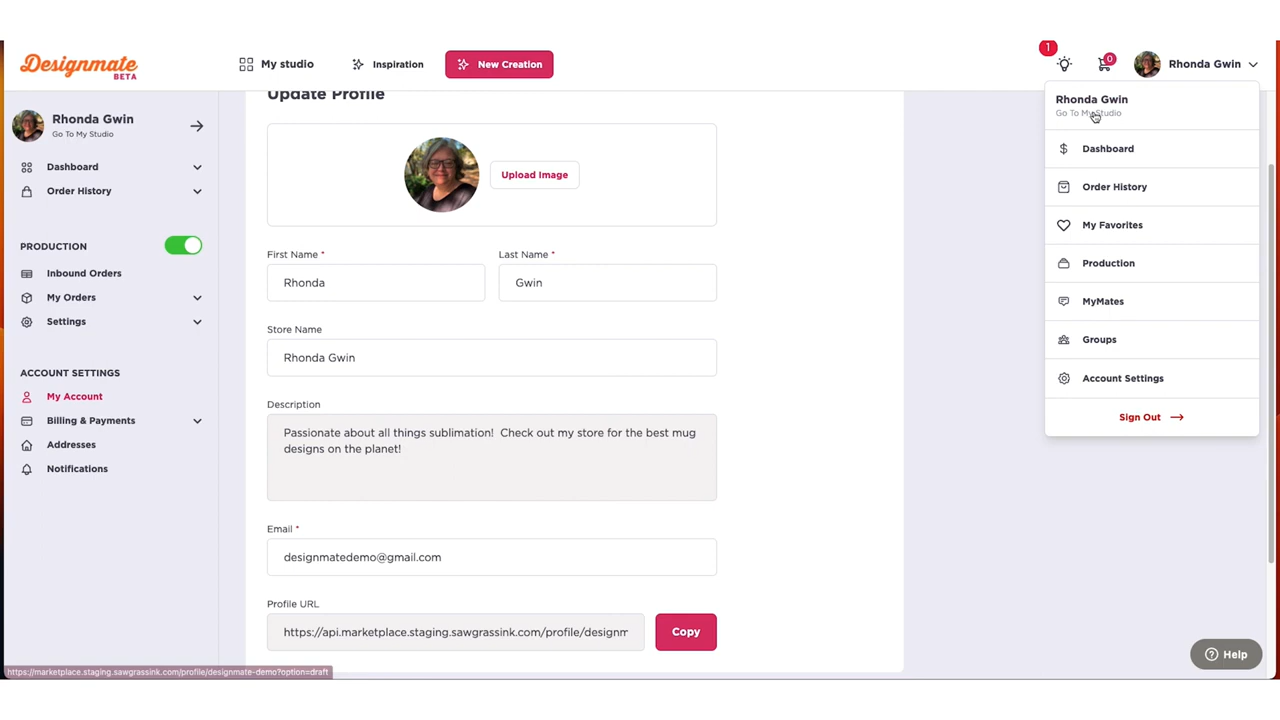 Designmate
BETA
My studio
Inspiration
New Creation
1
0
Rhonda Gwin
Rhonda Gwin
Go To My Studio
Dashboard
Order History
PRODUCTION
Inbound Orders
My Orders
Settings
ACCOUNT SETTINGS
My Account
Billing & Payments
Addresses
Notifications
Update Profile
Upload Image
First Name *
Last Name *
Rhonda
Gwin
Store Name
Rhonda Gwin
Description
Passionate about all things sublimation! Check out my store for the best mug
designs on the planet!
Email *
designmatedemo@gmail.com
Profile URL
https://api.marketplace.staging.sawgrassink.com/profile/designm
Copy
Rhonda Gwin
Go To My Studio
Dashboard
Order History
My Favorites
Production
MyMates
Groups
Account Settings
Sign Out
Help
https://marketplace.staging.sawgrassink.com/profile/designmate-demo?option=draft